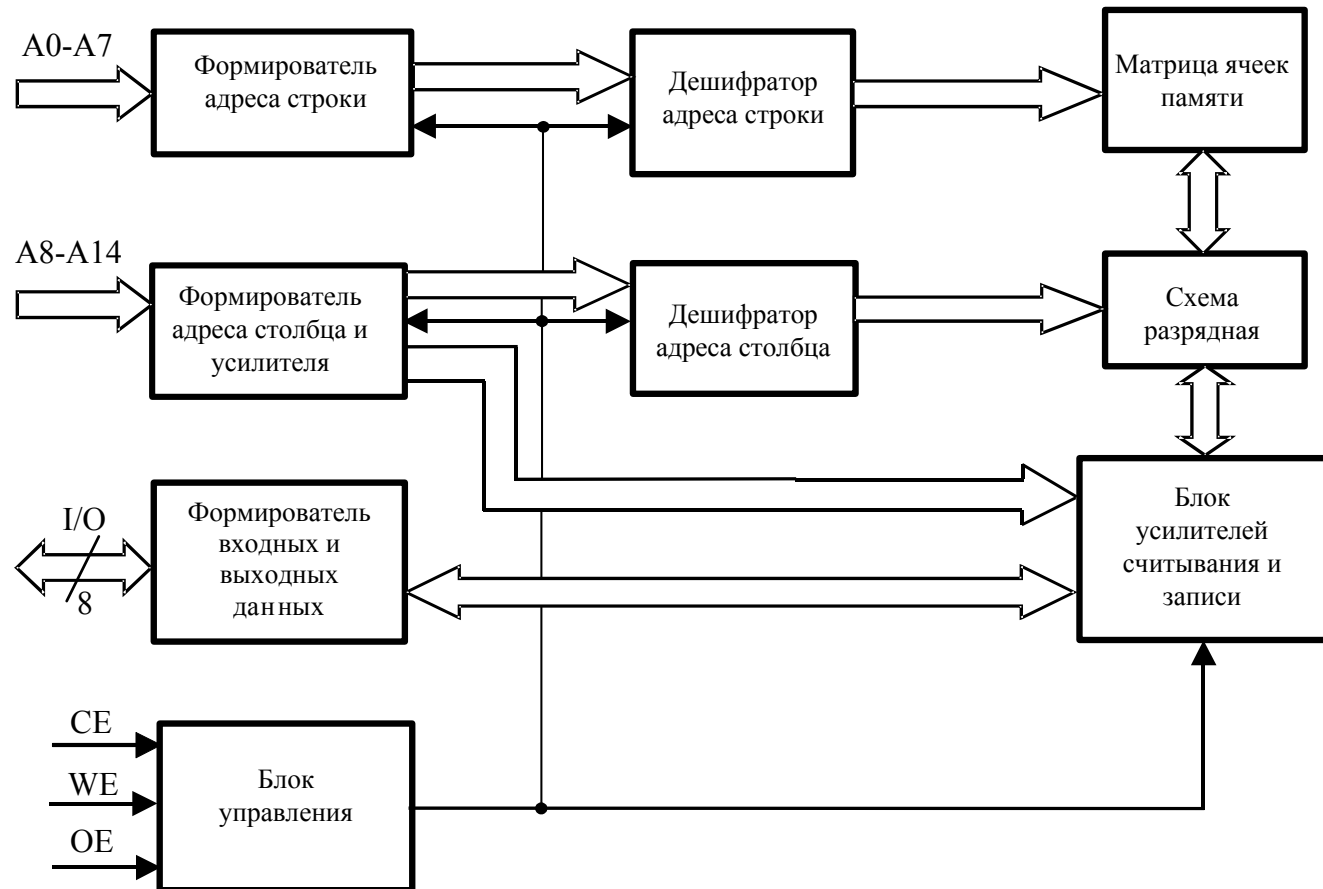 A0-A7
Формирователь
адреса строки
Дешифратор
адреса строки
Матрица ячеек
памяти
A8-A14
Формирователь
адреса столбца и
усилителя
Дешифратор
адреса столбца
Схема
разрядная
I/O
8
Формирователь
входных и
выходных
данных
Блок
усилителей
считывания и
записи
CE
WE
OE
Блок
управления